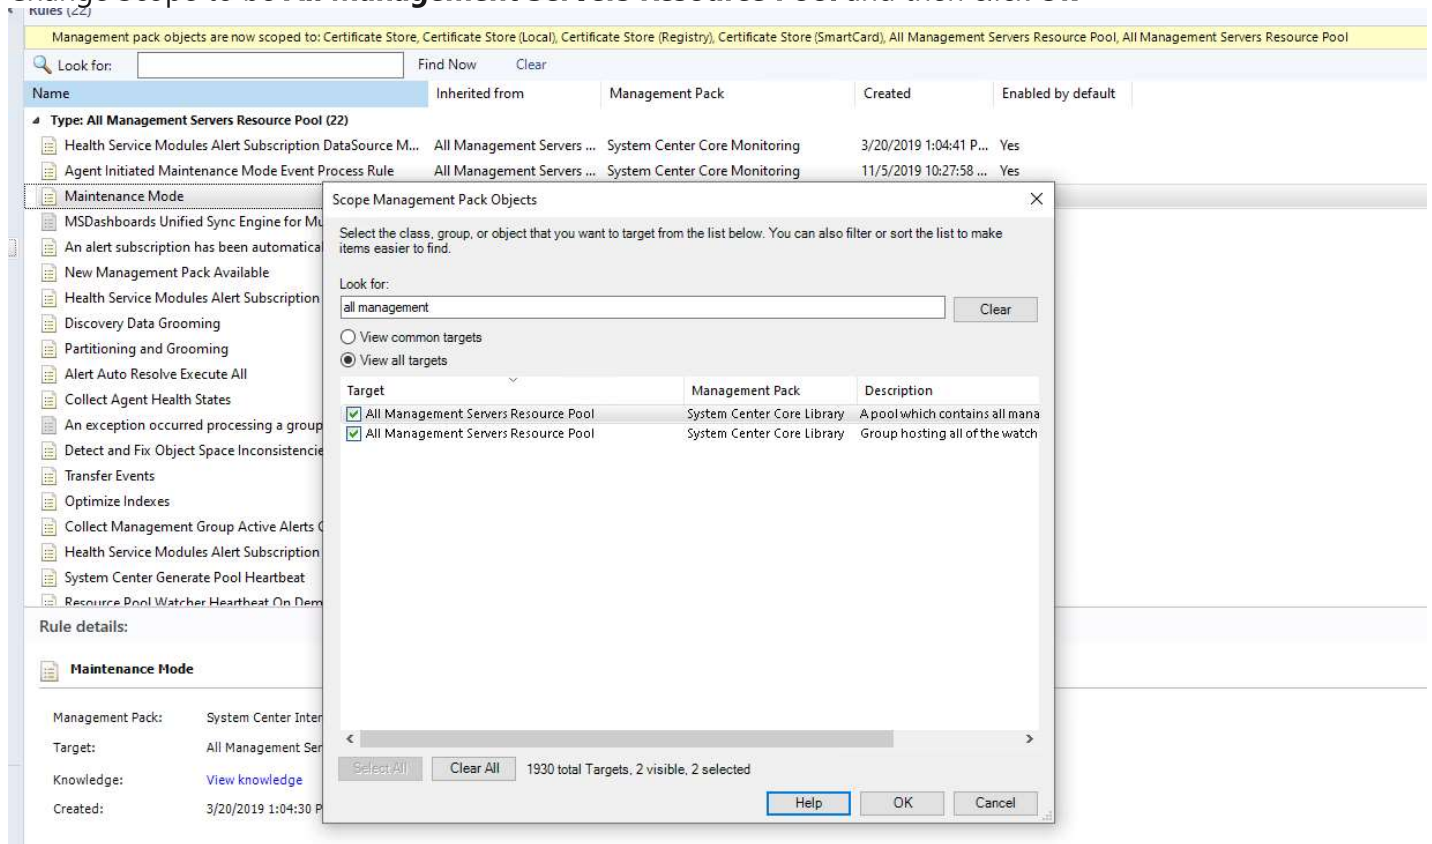 Change Scope to be All Management Servers Resource Pool and then click OK
Rules (22)
Management pack objects are now scoped to: Certificate Store, Certificate Store (Local), Certificate Store (Registry), Certificate Store (SmartCard), All Management Servers Resource Pool, All Management Servers Resource Pool
Look for:
Find Now Clear
Name Inherited from Management Pack Created Enabled by default
Type: All Management Servers Resource Pool (22)
Health Service Modules Alert Subscription DataSource M... All Management Servers ... System Center Core Monitoring 3/20/2019 1:04:41 P... Yes
Agent Initiated Maintenance Mode Event Process Rule All Management Servers ... System Center Core Monitoring 11/5/2019 10:27:58 ... Yes
Maintenance Mode
MSDashboards Unified Sync Engine for Mu
An alert subscription has been automatica
New Management Pack Available
Health Service Modules Alert Subscription
Discovery Data Grooming
Partitioning and Grooming
Alert Auto Resolve Execute All
Collect Agent Health States
An exception occurred processing a group
Detect and Fix Object Space Inconsistencie
Transfer Events
Optimize Indexes
Collect Management Group Active Alerts C
Health Service Modules Alert Subscription
System Center Generate Pool Heartbeat
Resource Pool Watcher Heartbeat On Dem
Scope Management Pack Objects
Select the class, group, or object that you want to target from the list below. You can also filter or sort the list to make
items easier to find.
Look for:
all management
Clear
View common targets
View all targets
Target Management Pack Description
All Management Servers Resource Pool System Center Core Library A pool which contains all mana
All Management Servers Resource Pool System Center Core Library Group hosting all of the watch
Select All Clear All 1930 total Targets, 2 visible, 2 selected
Help OK Cancel
Rule details:
Maintenance Mode
Management Pack: System Center Inter
Target: All Management Ser
Knowledge: View knowledge
Created: 3/20/2019 1:04:30 P